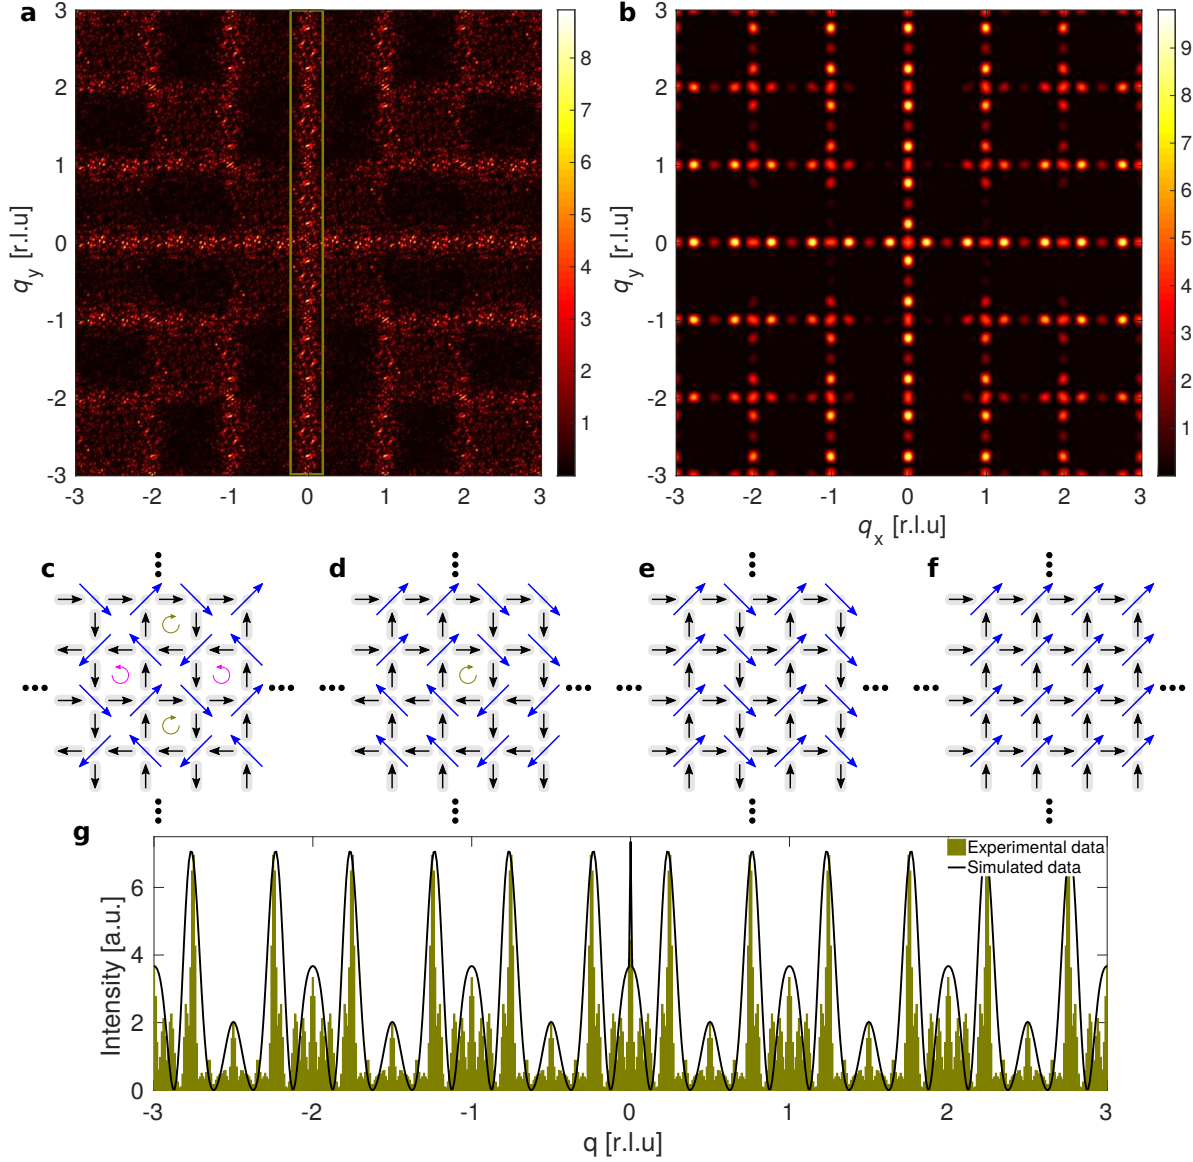 a
3
2
1
0
-1
-2
-3
q_y [r.l.u]
-3 -2 -1 0 1 2 3
8
7
6
5
4
3
2
1
b
3
2
1
0
-1
-2
-3
q_y [r.l.u]
-3 -2 -1 0 1 2 3
q_x [r.l.u]
9
8
7
6
5
4
3
2
1
c d e f
g
Experimental data
Simulated data
6
4
2
0
Intensity [a.u.]
-3 -2 -1 0 1 2 3
q [r.l.u]